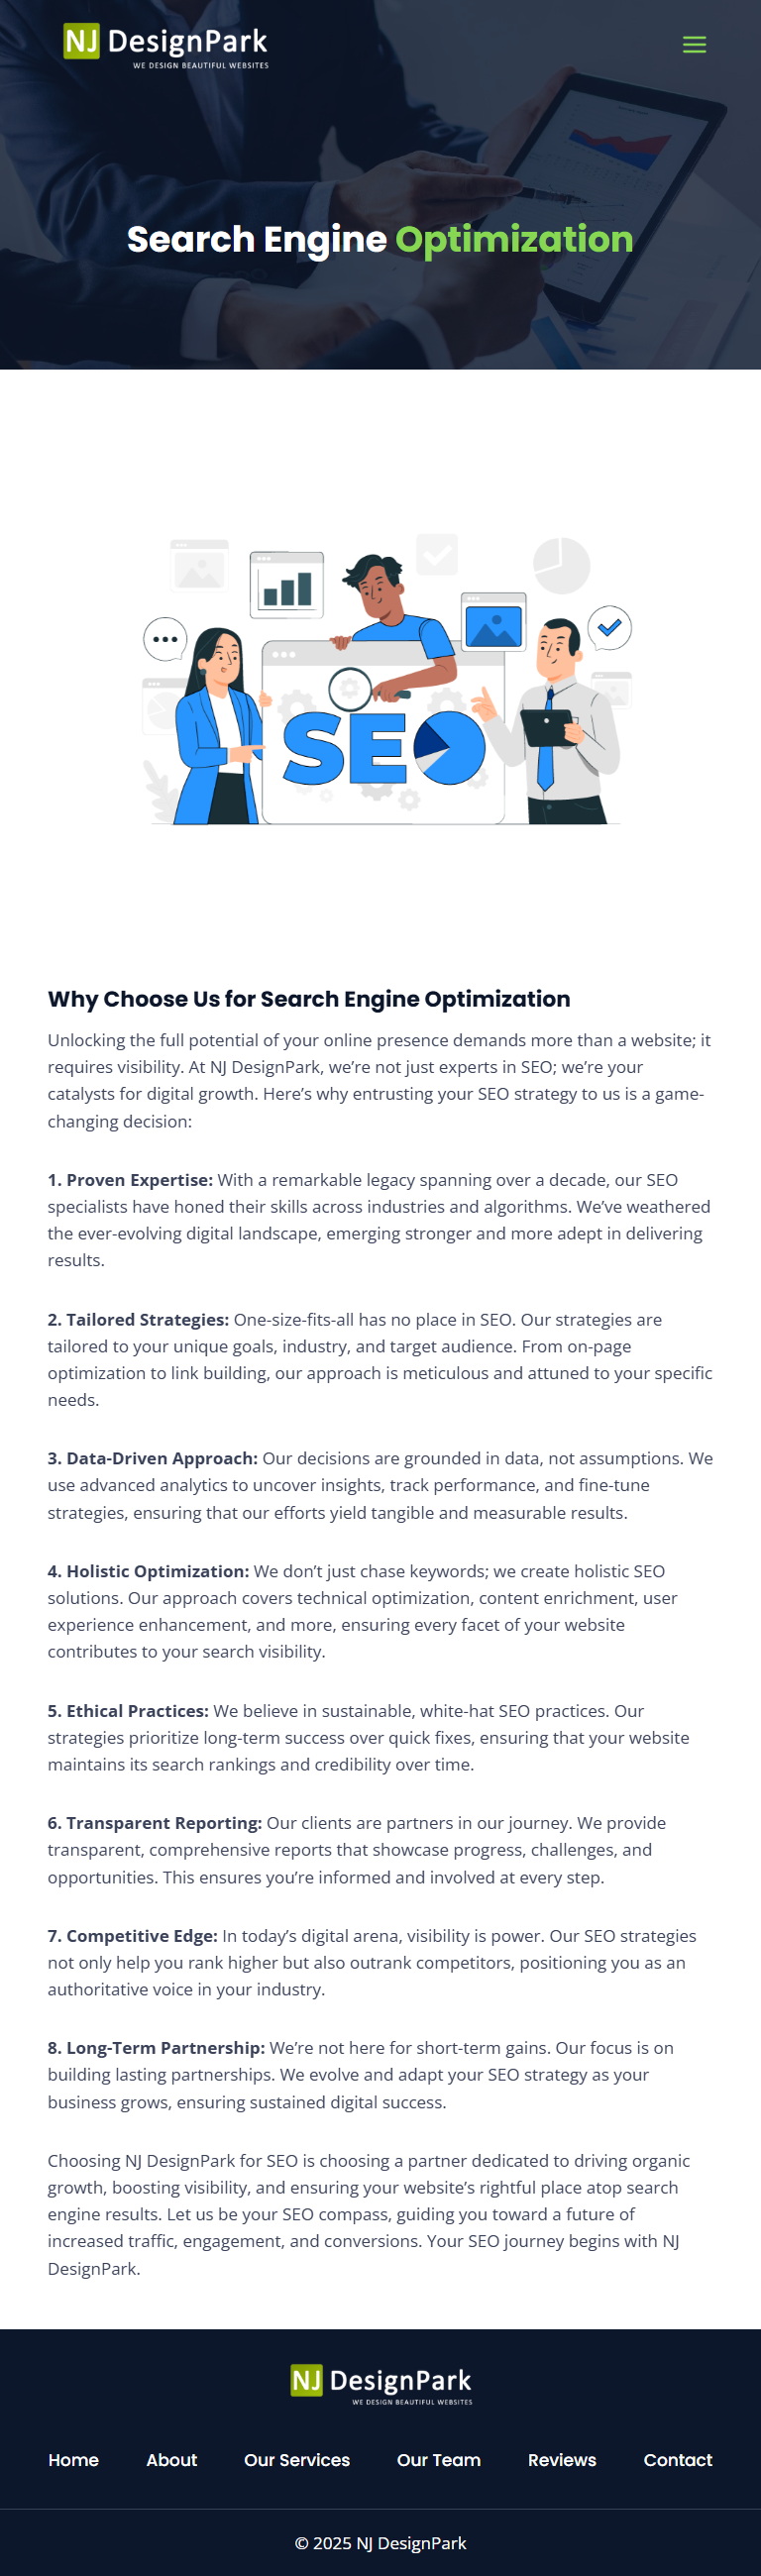 NJ DesignPark
WE DESIGN BEAUTIFUL WEBSITES
Search Engine Optimization
SEO
Why Choose Us for Search Engine Optimization
Unlocking the full potential of your online presence demands more than a website; it
requires visibility. At NJ DesignPark, we’re not just experts in SEO; we’re your
catalysts for digital growth. Here’s why entrusting your SEO strategy to us is a game-
changing decision:
1. Proven Expertise: With a remarkable legacy spanning over a decade, our SEO
specialists have honed their skills across industries and algorithms. We’ve weathered
the ever-evolving digital landscape, emerging stronger and more adept in delivering
results.
2. Tailored Strategies: One-size-fits-all has no place in SEO. Our strategies are
tailored to your unique goals, industry, and target audience. From on-page
optimization to link building, our approach is meticulous and attuned to your specific
needs.
3. Data-Driven Approach: Our decisions are grounded in data, not assumptions. We
use advanced analytics to uncover insights, track performance, and fine-tune
strategies, ensuring that our efforts yield tangible and measurable results.
4. Holistic Optimization: We don’t just chase keywords; we create holistic SEO
solutions. Our approach covers technical optimization, content enrichment, user
experience enhancement, and more, ensuring every facet of your website
contributes to your search visibility.
5. Ethical Practices: We believe in sustainable, white-hat SEO practices. Our
strategies prioritize long-term success over quick fixes, ensuring that your website
maintains its search rankings and credibility over time.
6. Transparent Reporting: Our clients are partners in our journey. We provide
transparent, comprehensive reports that showcase progress, challenges, and
opportunities. This ensures you’re informed and involved at every step.
7. Competitive Edge: In today’s digital arena, visibility is power. Our SEO strategies
not only help you rank higher but also outrank competitors, positioning you as an
authoritative voice in your industry.
8. Long-Term Partnership: We’re not here for short-term gains. Our focus is on
building lasting partnerships. We evolve and adapt your SEO strategy as your
business grows, ensuring sustained digital success.
Choosing NJ DesignPark for SEO is choosing a partner dedicated to driving organic
growth, boosting visibility, and ensuring your website’s rightful place atop search
engine results. Let us be your SEO compass, guiding you toward a future of
increased traffic, engagement, and conversions. Your SEO journey begins with NJ
DesignPark.
NJ DesignPark
WE DESIGN BEAUTIFUL WEBSITES
Home About Our Services Our Team Reviews Contact
© 2025 NJ DesignPark